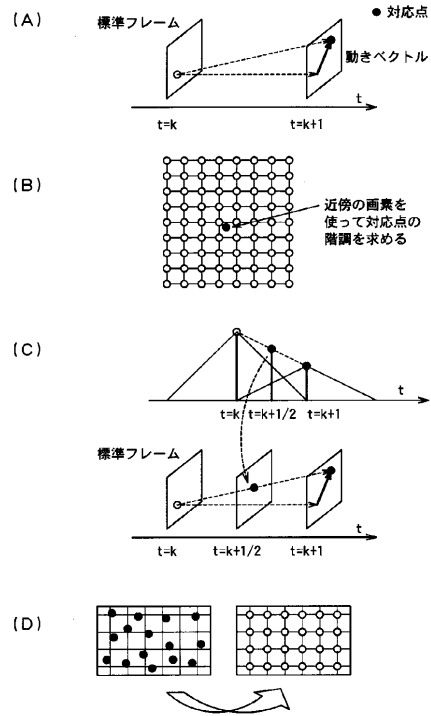 ● 対応点
(A)
標準フレーム
動きベクトル
t
t=k
t=k+1
(B)
近傍の画素を
使って対応点の
階調を求める
(C)
t
t=k
t=k+1/2
t=k+1
標準フレーム
t
t=k
t=k+1/2
t=k+1
(D)